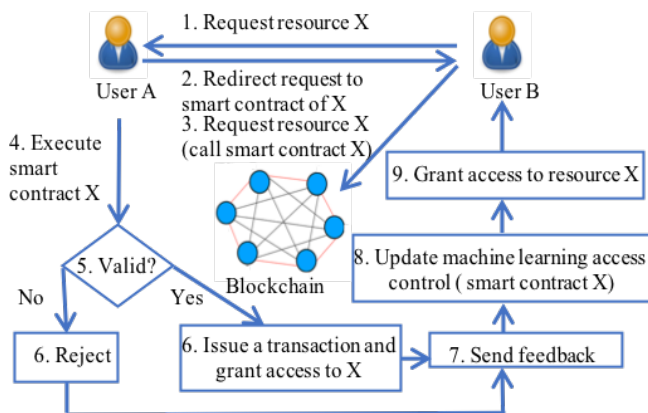 1. Request resource X
User A
User B
2. Redirect request to
smart contract of X
3. Request resource X
(call smart contract X)
4. Execute
smart
contract X
9. Grant access to resource X
5. Valid?
Blockchain
8. Update machine learning access
control ( smart contract X)
No
Yes
6. Reject
6. Issue a transaction and
grant access to X
7. Send feedback